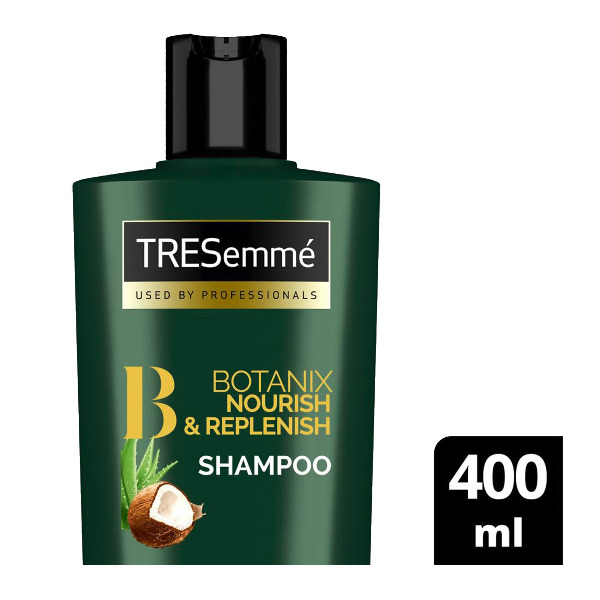 TRESemmé
USED BY PROFESSIONALS
B
BOTANIX
NOURISH
& REPLENISH
SHAMPOO
400
ml